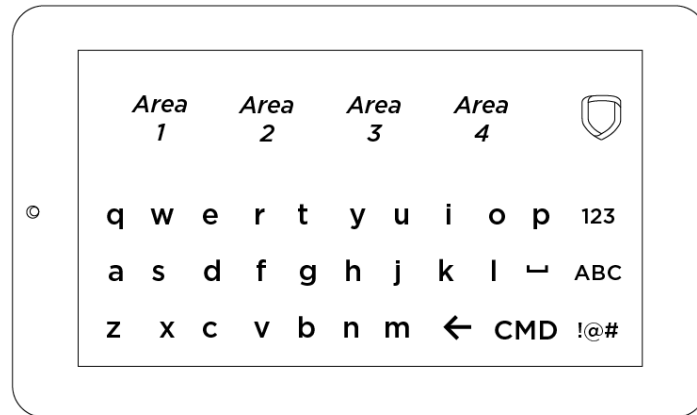 Area Area Area Area
1 2 3 4
q w e r t y u i o p 123
a s d f g h j k l ⎵ ABC
z x c v b n m ← CMD !@#